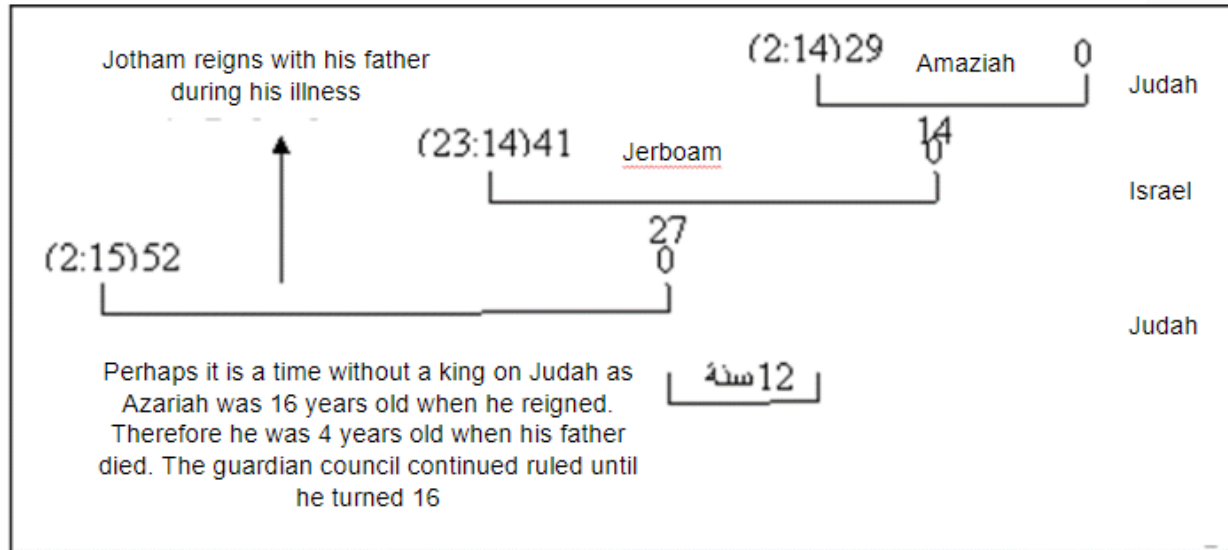 Jotham reigns with his father
during his illness
(2:14)29 Amaziah 0
Judah
(23:14)41 Jerboam 14
0
Israel
(2:15)52 27
0
Judah
Perhaps it is a time without a king on Judah as
Azariah was 16 years old when he reigned.
Therefore he was 4 years old when his father
died. The guardian council continued ruled until
he turned 16
12 سنة